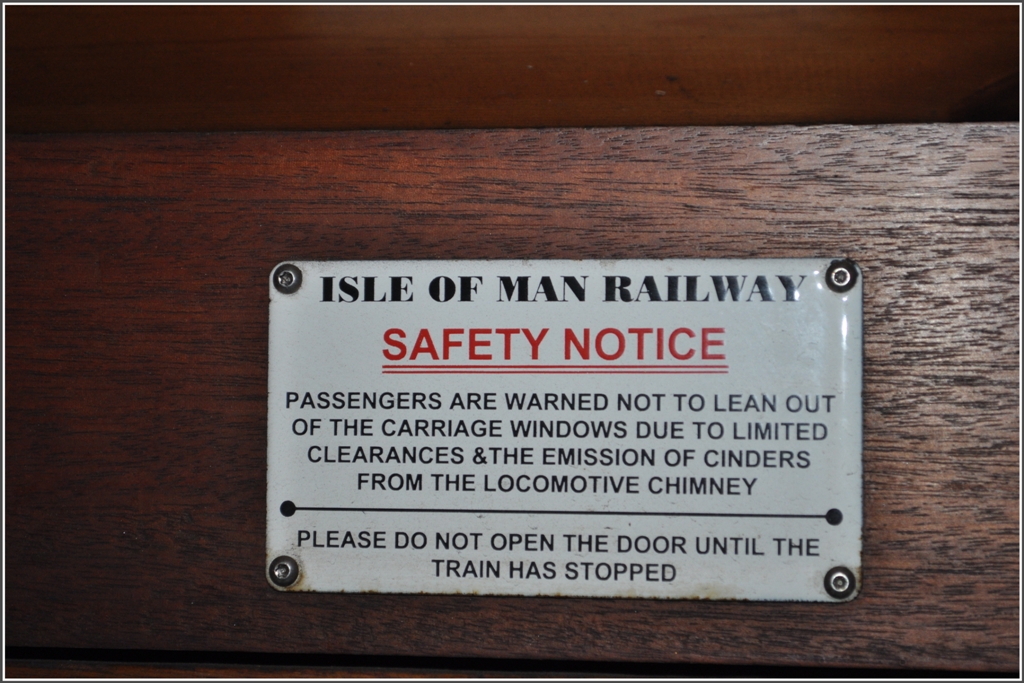 ISLE OF MAN RAILWAY
SAFETY NOTICE
PASSENGERS ARE WARNED NOT TO LEAN OUT
OF THE CARRIAGE WINDOWS DUE TO LIMITED
CLEARANCES &THE EMISSION OF CINDERS
FROM THE LOCOMOTIVE CHIMNEY
PLEASE DO NOT OPEN THE DOOR UNTIL THE
TRAIN HAS STOPPED